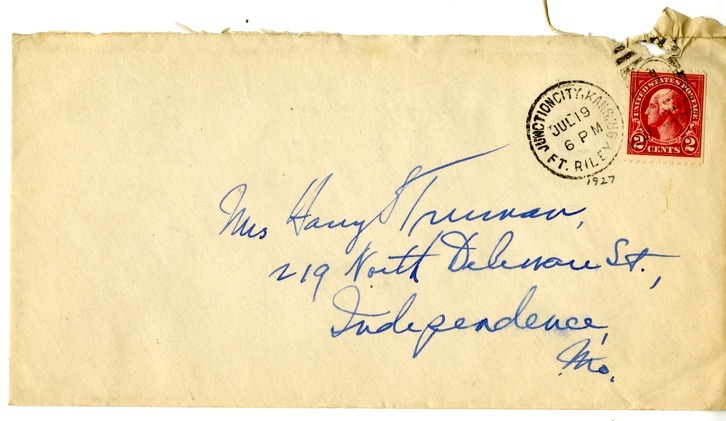 UNITED STATES POSTAGE
2 CENTS 2
JUNCTION CITY, KANS.
JUL 19
6 PM
FT. RILEY BR.
1927
Mrs Harry S Truman,
219 North Delaware St.,
Independence,
Mo.